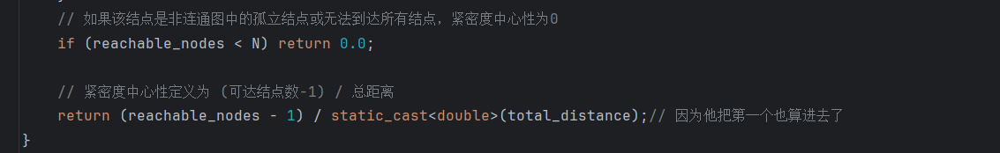 // 如果该结点是非连通图中的孤立结点或无法到达所有结点，紧密度中心性为0
if (reachable_nodes < N) return 0.0;
// 紧密度中心性定义为 (可达结点数-1) / 总距离
return (reachable_nodes - 1) / static_cast<double>(total_distance);// 因为他把第一个也算进去了
}